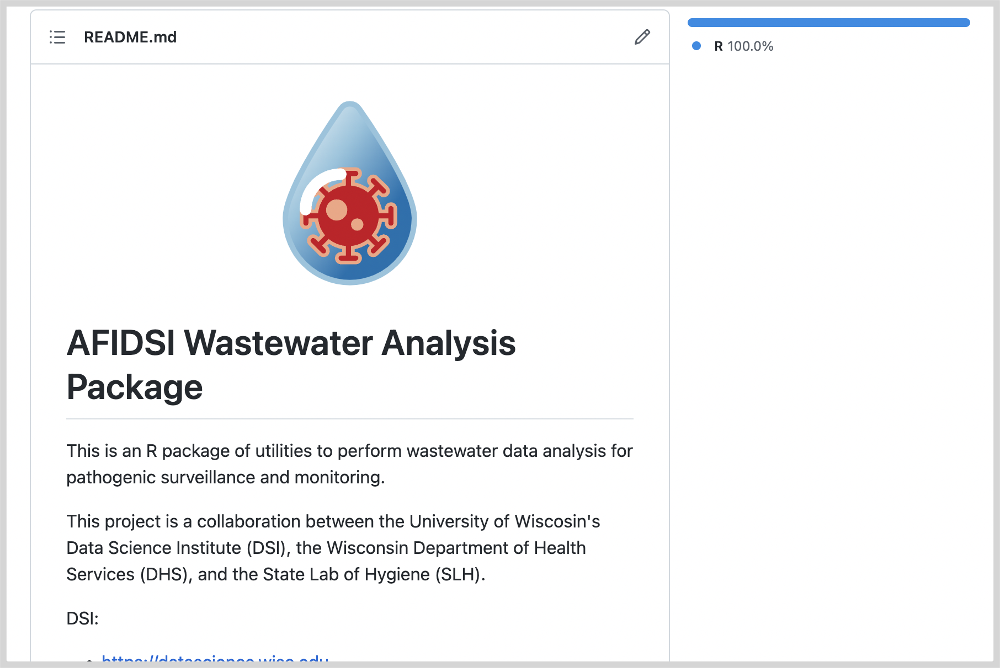 README.md
R 100.0%
AFIDSI Wastewater Analysis
Package
This is an R package of utilities to perform wastewater data analysis for
pathogenic surveillance and monitoring.
This project is a collaboration between the University of Wiscosin's
Data Science Institute (DSI), the Wisconsin Department of Health
Services (DHS), and the State Lab of Hygiene (SLH).
DSI:
https://datascience.wisc.edu